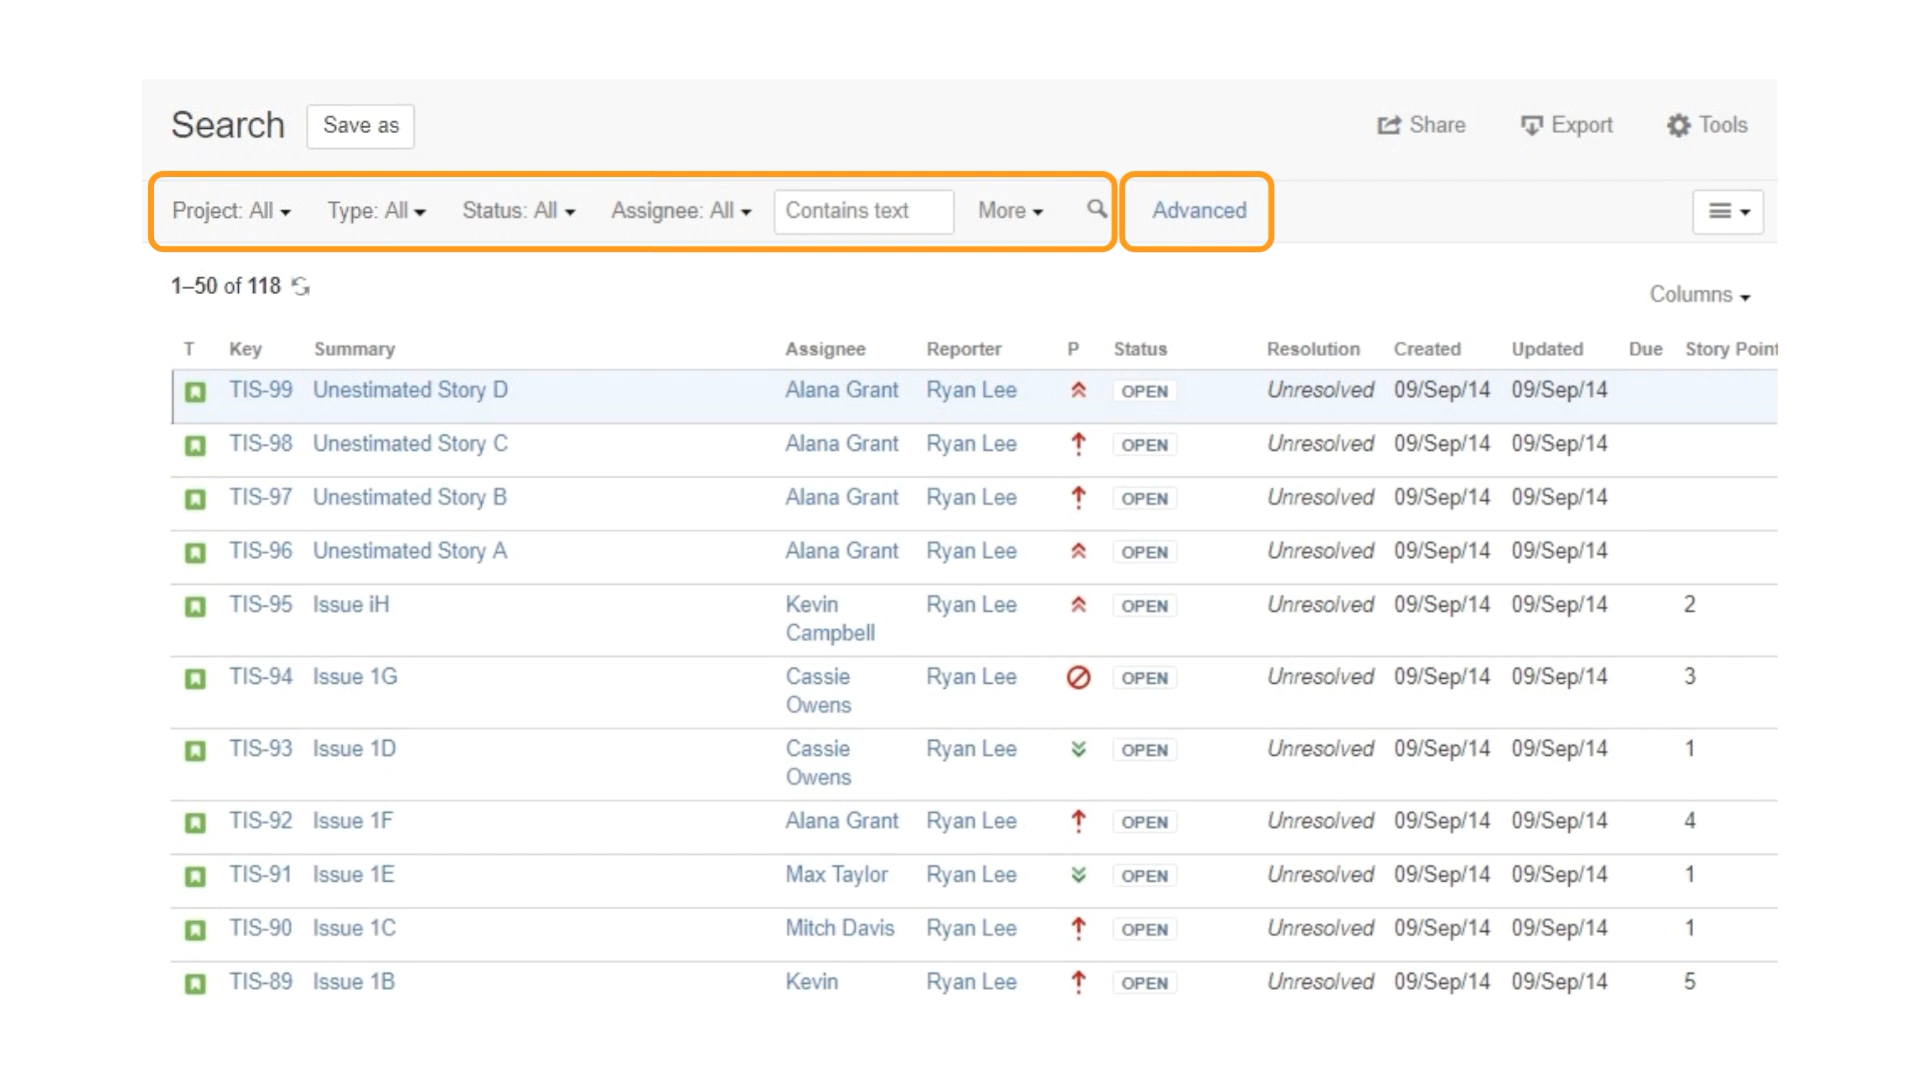 Search Save as Share Export Tools
Project: All Type: All Status: All Assignee: All Contains text More Advanced
1–50 of 118
Columns
T Key Summary Assignee Reporter P Status Resolution Created Updated Due Story Point
TIS-99 Unestimated Story D Alana Grant Ryan Lee OPEN Unresolved 09/Sep/14 09/Sep/14
TIS-98 Unestimated Story C Alana Grant Ryan Lee OPEN Unresolved 09/Sep/14 09/Sep/14
TIS-97 Unestimated Story B Alana Grant Ryan Lee OPEN Unresolved 09/Sep/14 09/Sep/14
TIS-96 Unestimated Story A Alana Grant Ryan Lee OPEN Unresolved 09/Sep/14 09/Sep/14
TIS-95 Issue iH Kevin Ryan Lee OPEN Unresolved 09/Sep/14 09/Sep/14 2
Campbell
TIS-94 Issue 1G Cassie Ryan Lee OPEN Unresolved 09/Sep/14 09/Sep/14 3
Owens
TIS-93 Issue 1D Cassie Ryan Lee OPEN Unresolved 09/Sep/14 09/Sep/14 1
Owens
TIS-92 Issue 1F Alana Grant Ryan Lee OPEN Unresolved 09/Sep/14 09/Sep/14 4
TIS-91 Issue 1E Max Taylor Ryan Lee OPEN Unresolved 09/Sep/14 09/Sep/14 1
TIS-90 Issue 1C Mitch Davis Ryan Lee OPEN Unresolved 09/Sep/14 09/Sep/14 1
TIS-89 Issue 1B Kevin Ryan Lee OPEN Unresolved 09/Sep/14 09/Sep/14 5